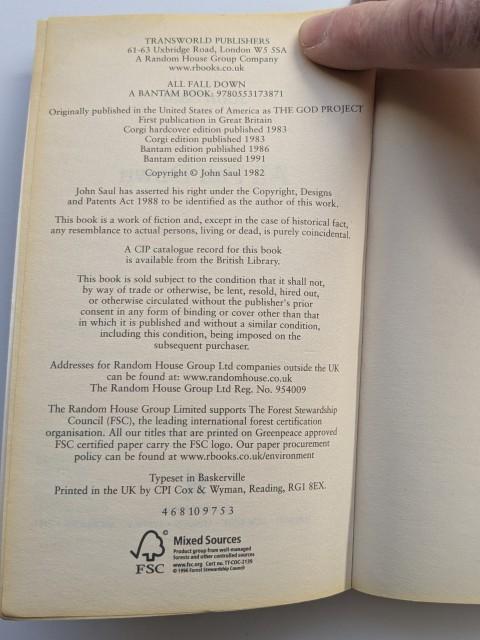 TRANSWORLD PUBLISHERS
61-63 Uxbridge Road, London W5 5SA
A Random House Group Company
www.rbooks.co.uk
ALL FALL DOWN
A BANTAM BOOK: 9780553173871
Originally published in the United States of America as THE GOD PROJECT
First publication in Great Britain
Corgi hardcover edition published 1983
Corgi edition published 1983
Bantam edition published 1986
Bantam edition reissued 1991
Copyright © John Saul 1982
John Saul has asserted his right under the Copyright, Designs
and Patents Act 1988 to be identified as the author of this work.
This book is a work of fiction and, except in the case of historical fact,
any resemblance to actual persons, living or dead, is purely coincidental.
A CIP catalogue record for this book
is available from the British Library.
This book is sold subject to the condition that it shall not,
by way of trade or otherwise, be lent, resold, hired out,
or otherwise circulated without the publisher's prior
consent in any form of binding or cover other than that
in which it is published and without a similar condition,
including this condition, being imposed on the
subsequent purchaser.
Addresses for Random House Group Ltd companies outside the UK
can be found at: www.randomhouse.co.uk
The Random House Group Ltd Reg. No. 954009
The Random House Group Limited supports The Forest Stewardship
Council (FSC), the leading international forest certification
organisation. All our titles that are printed on Greenpeace approved
FSC certified paper carry the FSC logo. Our paper procurement
policy can be found at www.rbooks.co.uk/environment
Typeset in Baskerville
Printed in the UK by CPI Cox & Wyman, Reading, RG1 8EX.
4 6 8 10 9 7 5 3
FSC
Mixed Sources
Product group from well-managed
forests and other controlled sources
www.fsc.org Cert no. TT-COC-2139
© 1996 Forest Stewardship Council